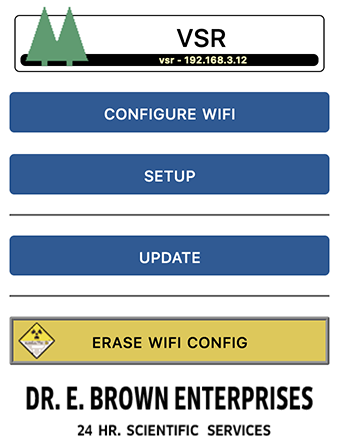 VSR
vsr - 192.168.3.12
CONFIGURE WIFI
SETUP
UPDATE
ERASE WIFI CONFIG
DR. E. BROWN ENTERPRISES
24 HR. SCIENTIFIC SERVICES